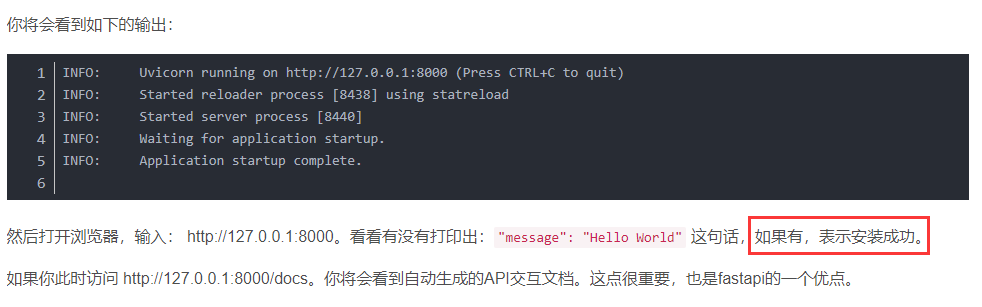 你将会看到如下的输出：
1 INFO:     Uvicorn running on http://127.0.0.1:8000 (Press CTRL+C to quit)
2 INFO:     Started reloader process [8438] using statreload
3 INFO:     Started server process [8440]
4 INFO:     Waiting for application startup.
5 INFO:     Application startup complete.
6
然后打开浏览器，输入： http://127.0.0.1:8000。看看有没有打印出："message": "Hello World" 这句话，如果有，表示安装成功。
如果你此时访问 http://127.0.0.1:8000/docs。你将会看到自动生成的API交互文档。这点很重要，也是fastapi的一个优点。